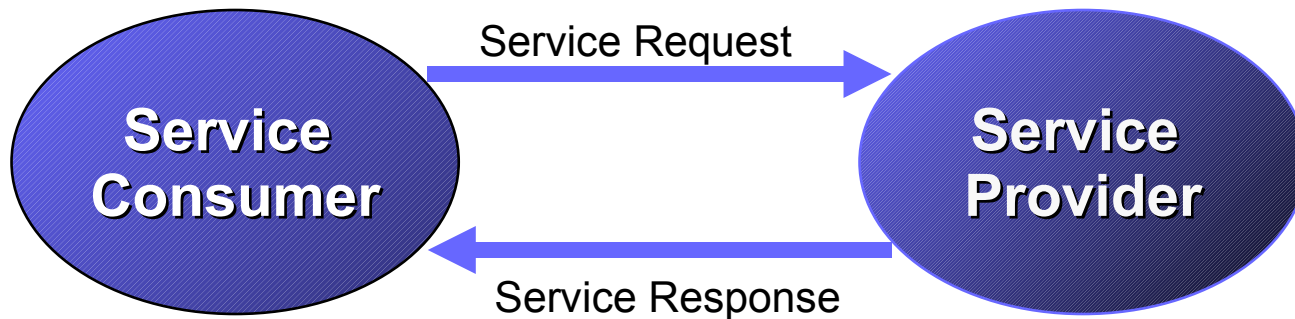 Service Request
Service
Consumer
Service
Provider
Service Response